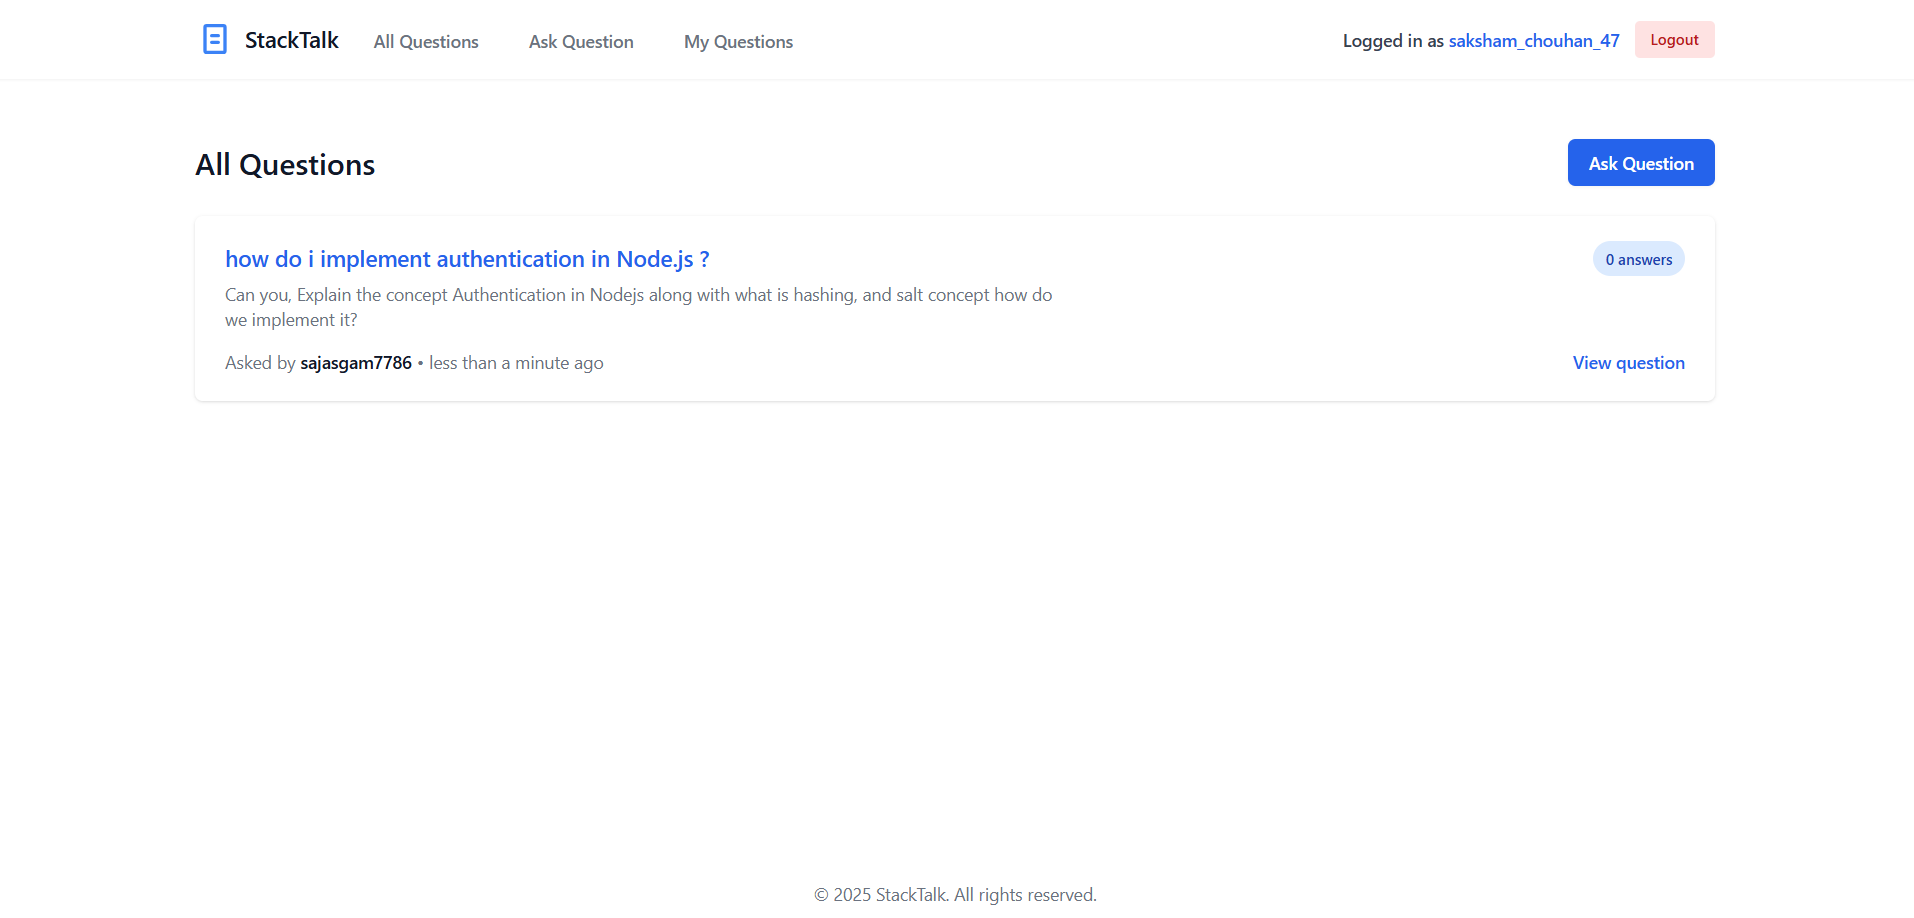 StackTalk All Questions Ask Question My Questions Logged in as saksham_chouhan_47 Logout
All Questions Ask Question
how do i implement authentication in Node.js ? 0 answers
Can you, Explain the concept Authentication in Nodejs along with what is hashing, and salt concept how do
we implement it?
Asked by sajasgam7786 • less than a minute ago View question
© 2025 StackTalk. All rights reserved.